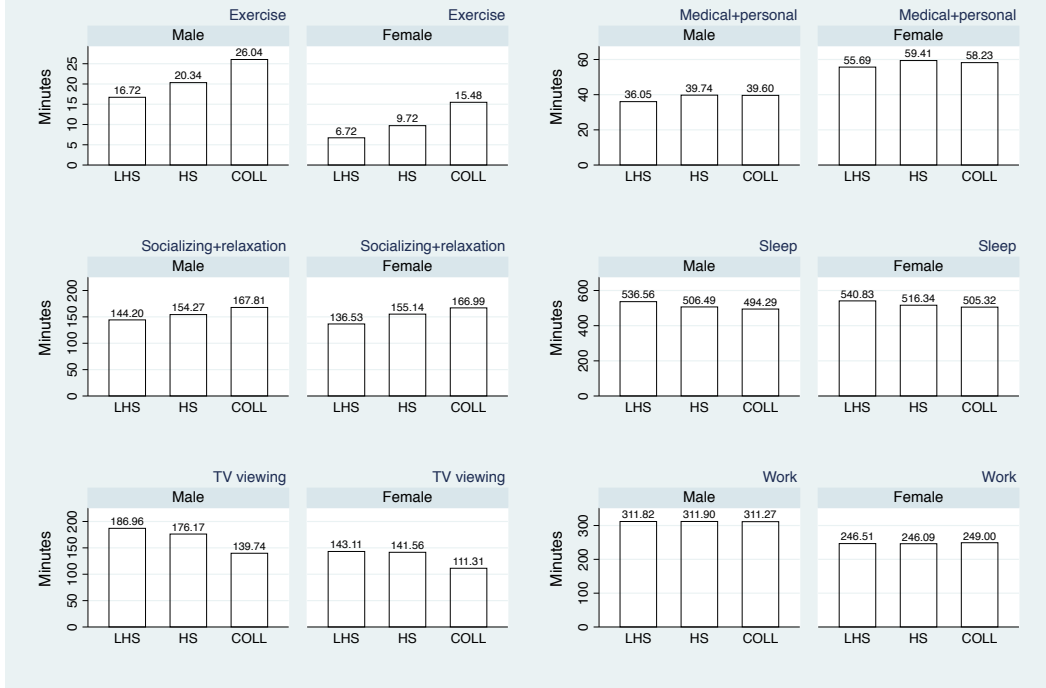 Exercise
Male
Minutes
0 5 10 15 20 25
16.72
20.34
26.04
LHS HS COLL
Exercise
Female
6.72
9.72
15.48
LHS HS COLL
Medical+personal
Male
Minutes
0 20 40 60
36.05
39.74
39.60
LHS HS COLL
Medical+personal
Female
55.69
59.41
58.23
LHS HS COLL
Socializing+relaxation
Male
Minutes
0 50 100 150 200
144.20
154.27
167.81
LHS HS COLL
Socializing+relaxation
Female
136.53
155.14
166.99
LHS HS COLL
Sleep
Male
Minutes
0 200 400 600
536.56
506.49
494.29
LHS HS COLL
Sleep
Female
540.83
516.34
505.32
LHS HS COLL
TV viewing
Male
Minutes
0 50 100 150 200
186.96
176.17
139.74
LHS HS COLL
TV viewing
Female
143.11
141.56
111.31
LHS HS COLL
Work
Male
Minutes
0 100 200 300
311.82
311.90
311.27
LHS HS COLL
Work
Female
246.51
246.09
249.00
LHS HS COLL